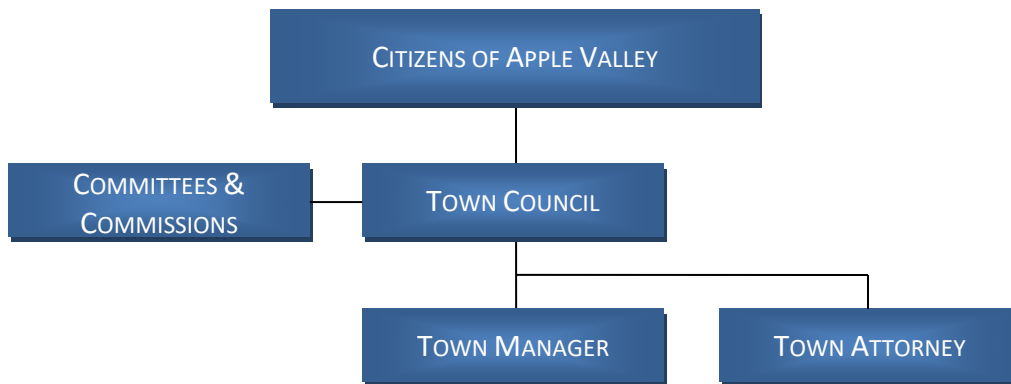 CITIZENS OF APPLE VALLEY
COMMITTEES &
COMMISSIONS
TOWN COUNCIL
TOWN MANAGER
TOWN ATTORNEY